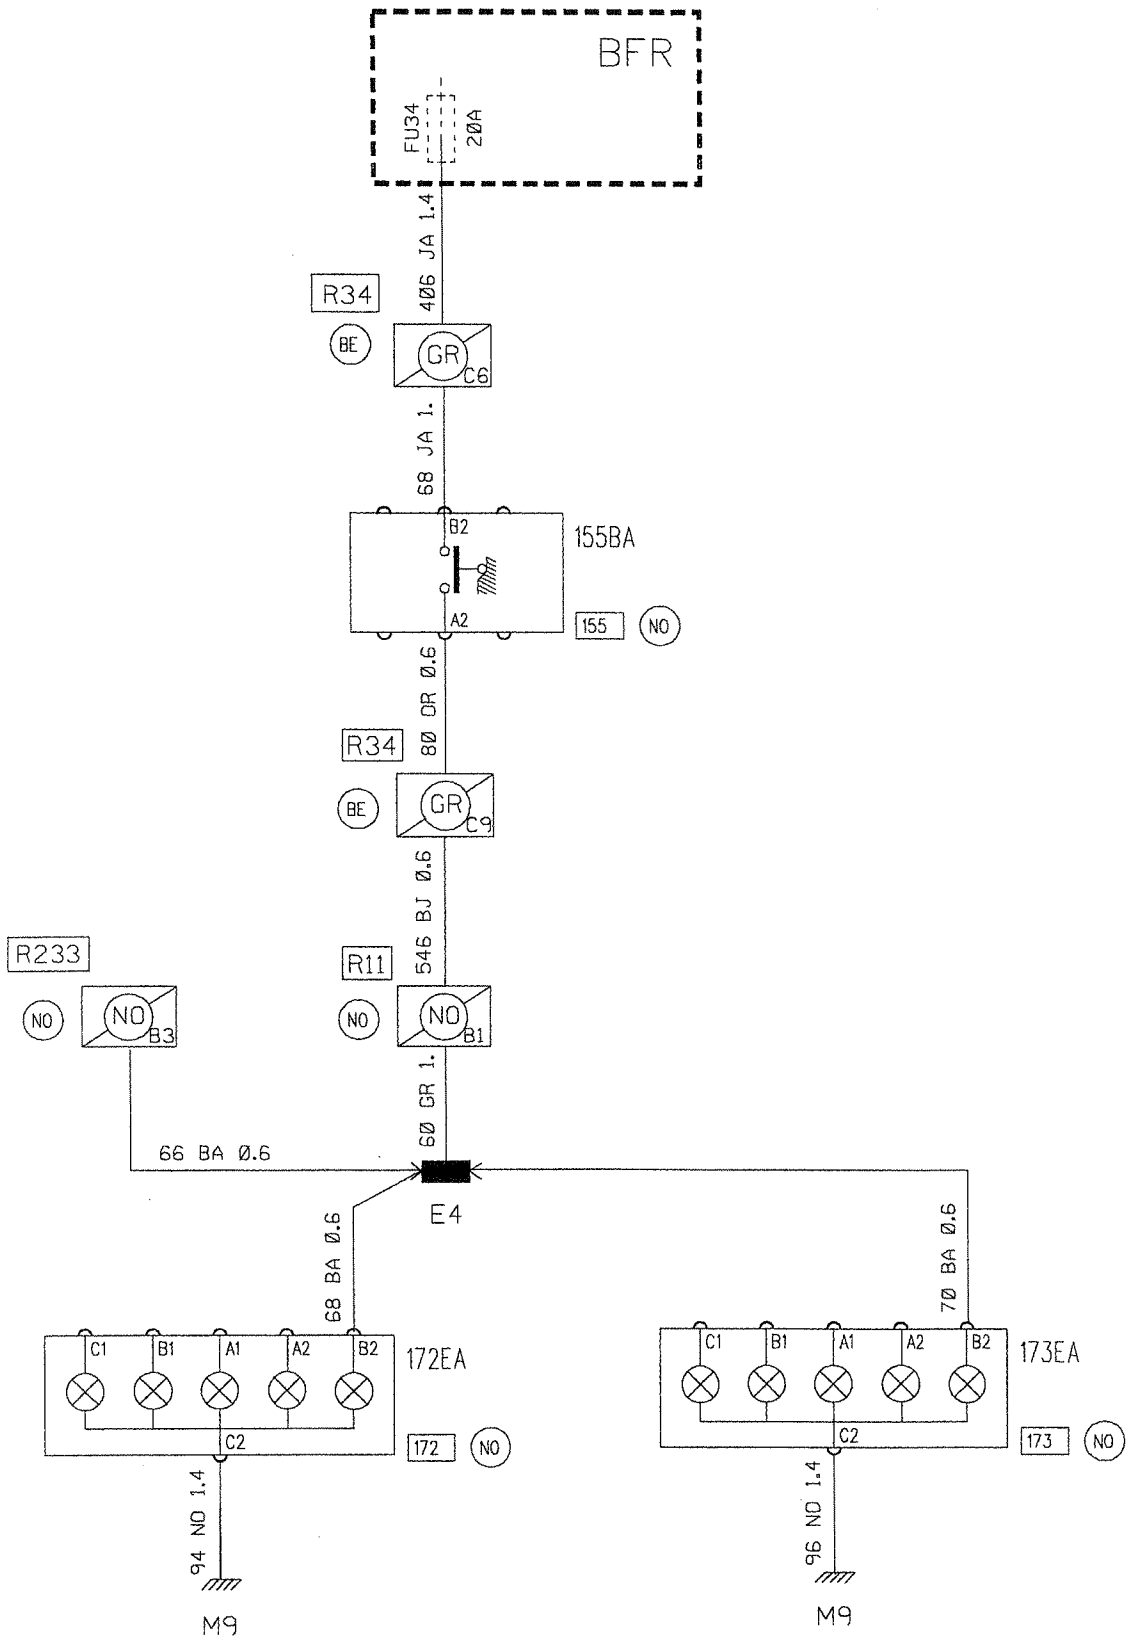 BFR
FU34
20A
406 JA 1.4
R34
BE
GR
C6
68 JA 1.
B2
155BA
A2
155
NO
80 OR 0.6
R34
BE
GR
C9
546 BJ 0.6
R233
NO
NO
B3
R11
NO
NO
B1
60 GR 1.
66 BA 0.6
E4
68 BA 0.6
70 BA 0.6
C1
B1
A1
A2
B2
172EA
C2
172
NO
94 NO 1.4
M9
C1
B1
A1
A2
B2
173EA
C2
173
NO
96 NO 1.4
M9